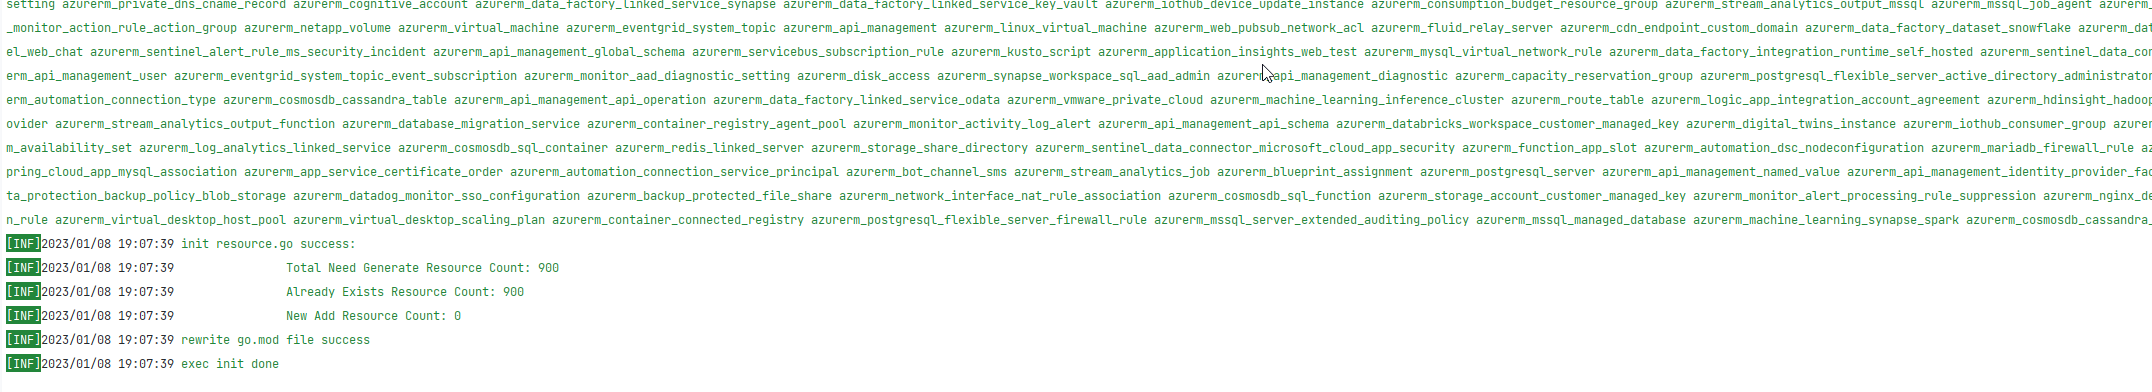 setting azurerm_private_dns_cname_record azurerm_cognitive_account azurerm_data_factory_linked_service_synapse azurerm_data_factory_linked_service_key_vault azurerm_iothub_device_update_instance azurerm_consumption_budget_resource_group azurerm_stream_analytics_output_mssql azurerm_mssql_job_agent azurerm_
_monitor_action_rule_action_group azurerm_netapp_volume azurerm_virtual_machine azurerm_eventgrid_system_topic azurerm_api_management azurerm_linux_virtual_machine azurerm_web_pubsub_network_acl azurerm_fluid_relay_server azurerm_cdn_endpoint_custom_domain azurerm_data_factory_dataset_snowflake azurerm_dat
el_web_chat azurerm_sentinel_alert_rule_ms_security_incident azurerm_api_management_global_schema azurerm_servicebus_subscription_rule azurerm_kusto_script azurerm_application_insights_web_test azurerm_mysql_virtual_network_rule azurerm_data_factory_integration_runtime_self_hosted azurerm_sentinel_data_con
erm_api_management_user azurerm_eventgrid_system_topic_event_subscription azurerm_monitor_aad_diagnostic_setting azurerm_disk_access azurerm_synapse_workspace_sql_aad_admin azurerm_api_management_diagnostic azurerm_capacity_reservation_group azurerm_postgresql_flexible_server_active_directory_administrator
erm_automation_connection_type azurerm_cosmosdb_cassandra_table azurerm_api_management_api_operation azurerm_data_factory_linked_service_odata azurerm_vmware_private_cloud azurerm_machine_learning_inference_cluster azurerm_route_table azurerm_logic_app_integration_account_agreement azurerm_hdinsight_hadoop
ovider azurerm_stream_analytics_output_function azurerm_database_migration_service azurerm_container_registry_agent_pool azurerm_monitor_activity_log_alert azurerm_api_management_api_schema azurerm_databricks_workspace_customer_managed_key azurerm_digital_twins_instance azurerm_iothub_consumer_group azurer
m_availability_set azurerm_log_analytics_linked_service azurerm_cosmosdb_sql_container azurerm_redis_linked_server azurerm_storage_share_directory azurerm_sentinel_data_connector_microsoft_cloud_app_security azurerm_function_app_slot azurerm_automation_dsc_nodeconfiguration azurerm_mariadb_firewall_rule az
pring_cloud_app_mysql_association azurerm_app_service_certificate_order azurerm_automation_connection_service_principal azurerm_bot_channel_sms azurerm_stream_analytics_job azurerm_blueprint_assignment azurerm_postgresql_server azurerm_api_management_named_value azurerm_api_management_identity_provider_fac
ta_protection_backup_policy_blob_storage azurerm_datadog_monitor_sso_configuration azurerm_backup_protected_file_share azurerm_network_interface_nat_rule_association azurerm_cosmosdb_sql_function azurerm_storage_account_customer_managed_key azurerm_monitor_alert_processing_rule_suppression azurerm_nginx_de
n_rule azurerm_virtual_desktop_host_pool azurerm_virtual_desktop_scaling_plan azurerm_container_connected_registry azurerm_postgresql_flexible_server_firewall_rule azurerm_mssql_server_extended_auditing_policy azurerm_mssql_managed_database azurerm_machine_learning_synapse_spark azurerm_cosmosdb_cassandra_
[INF]2023/01/08 19:07:39 init resource.go success:
[INF]2023/01/08 19:07:39 Total Need Generate Resource Count: 900
[INF]2023/01/08 19:07:39 Already Exists Resource Count: 900
[INF]2023/01/08 19:07:39 New Add Resource Count: 0
[INF]2023/01/08 19:07:39 rewrite go.mod file success
[INF]2023/01/08 19:07:39 exec init done